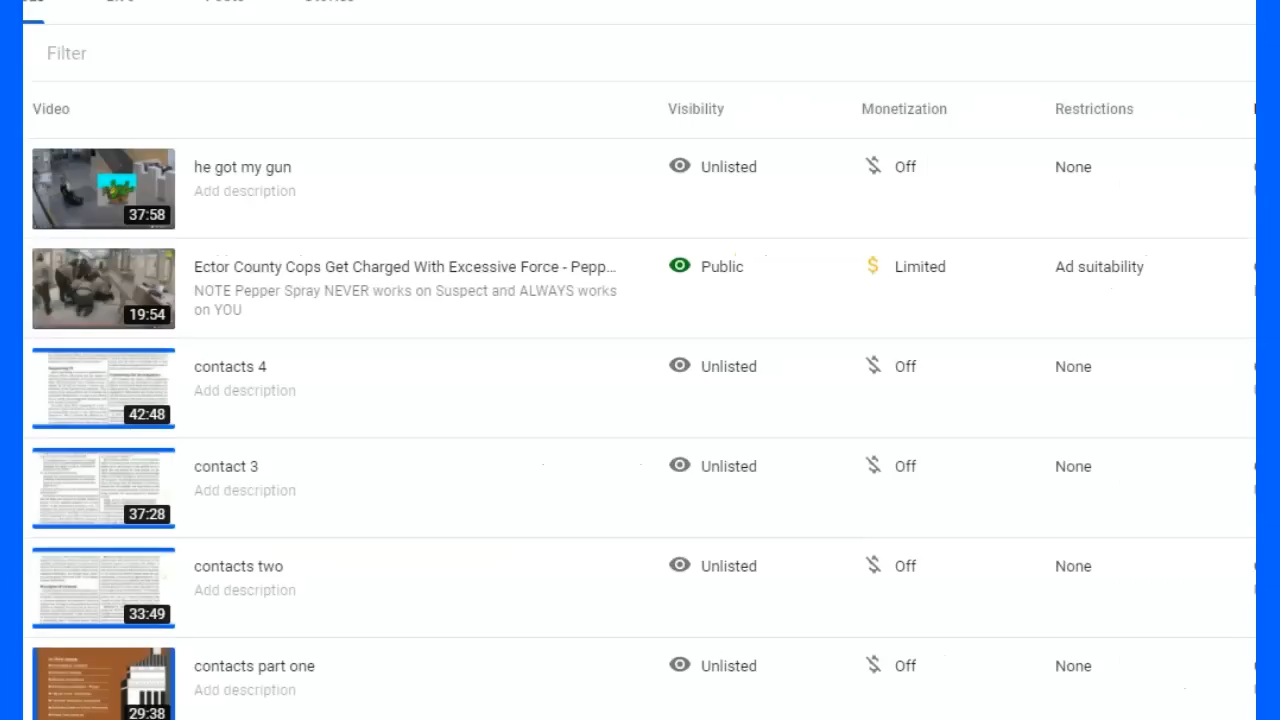 Filter
Video Visibility Monetization Restrictions
he got my gun Unlisted Off None
Add description
37:58
Ector County Cops Get Charged With Excessive Force - Pepp... Public Limited Ad suitability
NOTE Pepper Spray NEVER works on Suspect and ALWAYS works
on YOU
19:54
contacts 4 Unlisted Off None
Add description
42:48
contact 3 Unlisted Off None
Add description
37:28
contacts two Unlisted Off None
Add description
33:49
contacts part one Unlisted Off None
Add description
29:38